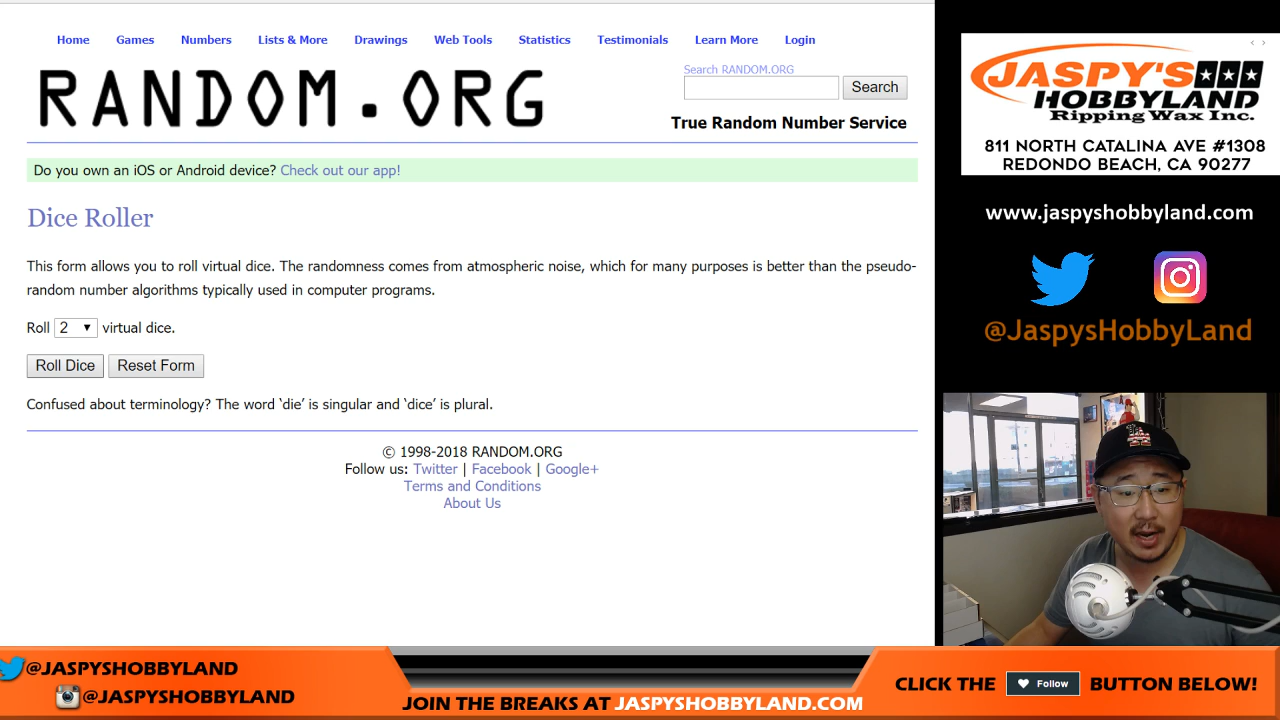 Home Games Numbers Lists & More Drawings Web Tools Statistics Testimonials Learn More Login
RANDOM.ORG
Search RANDOM.ORG
Search
True Random Number Service
Do you own an iOS or Android device? Check out our app!
Dice Roller
This form allows you to roll virtual dice. The randomness comes from atmospheric noise, which for many purposes is better than the pseudo-
random number algorithms typically used in computer programs.
Roll 2 virtual dice.
Roll Dice Reset Form
Confused about terminology? The word ‘die’ is singular and ‘dice’ is plural.
© 1998-2018 RANDOM.ORG
Follow us: Twitter | Facebook | Google+
Terms and Conditions
About Us
JASPY'S
HOBBYLAND
Ripping Wax Inc.
811 NORTH CATALINA AVE #1308
REDONDO BEACH, CA 90277
www.jaspyshobbyland.com
@JaspysHobbyLand
@JASPYSHOBBYLAND
@JASPYSHOBBYLAND
JOIN THE BREAKS AT JASPYSHOBBYLAND.COM
CLICK THE Follow BUTTON BELOW!